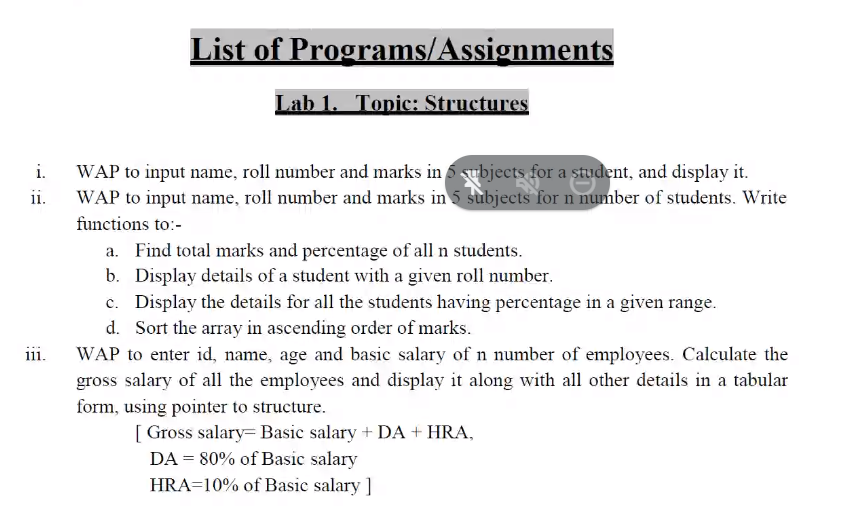 List of Programs/Assignments
Lab 1. Topic: Structures
i. WAP to input name, roll number and marks in 5 subjects for a student, and display it.
ii. WAP to input name, roll number and marks in 5 subjects for n number of students. Write
functions to:-
a. Find total marks and percentage of all n students.
b. Display details of a student with a given roll number.
c. Display the details for all the students having percentage in a given range.
d. Sort the array in ascending order of marks.
iii. WAP to enter id, name, age and basic salary of n number of employees. Calculate the
gross salary of all the employees and display it along with all other details in a tabular
form, using pointer to structure.
[ Gross salary= Basic salary + DA + HRA,
DA = 80% of Basic salary
HRA=10% of Basic salary ]